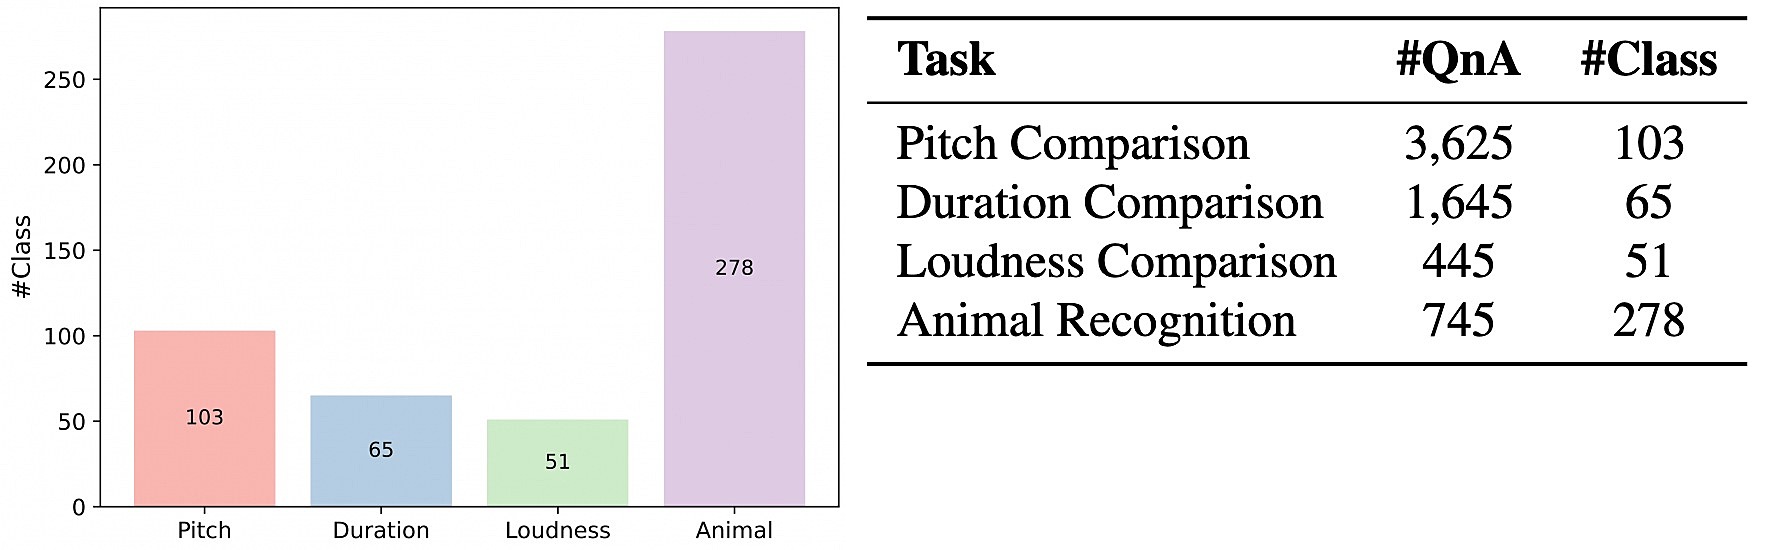 #Class
250
200
150
100
50
0
103
65
51
278
Pitch
Duration
Loudness
Animal
Task #QnA #Class
Pitch Comparison 3,625 103
Duration Comparison 1,645 65
Loudness Comparison 445 51
Animal Recognition 745 278